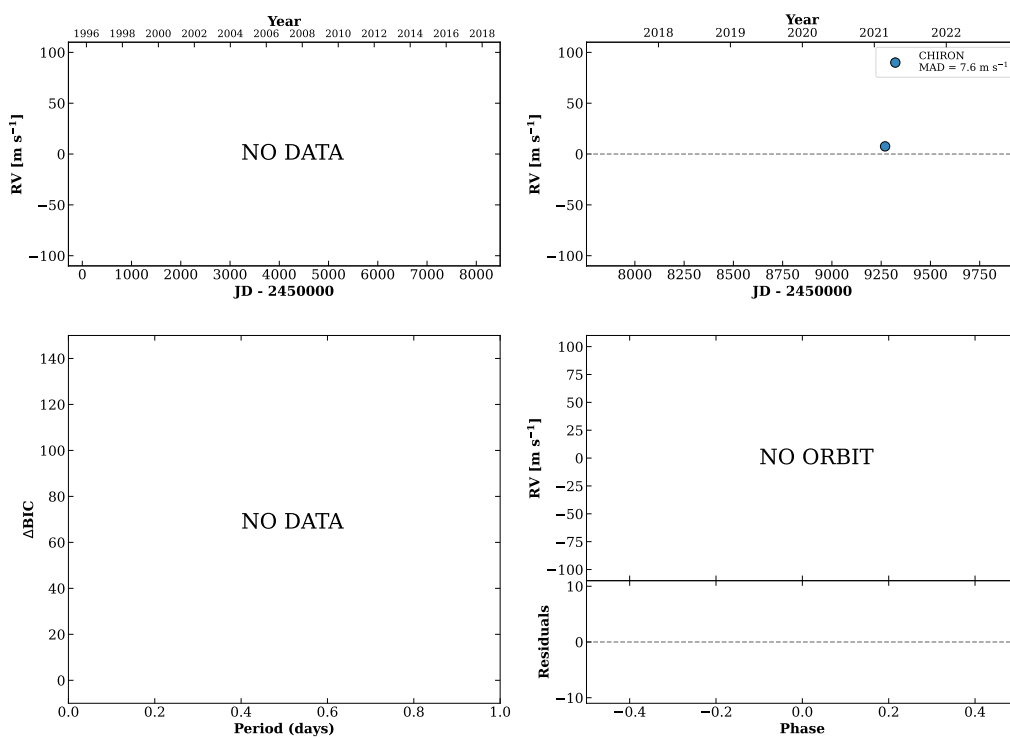 Year
1996 1998 2000 2002 2004 2006 2008 2010 2012 2014 2016 2018
100
50
0
−50
−100
RV [m s⁻¹]
NO DATA
0 1000 2000 3000 4000 5000 6000 7000 8000
JD - 2450000
Year
2018 2019 2020 2021 2022
CHIRON
MAD = 7.6 m s⁻¹
100
50
0
−50
−100
RV [m s⁻¹]
8000 8250 8500 8750 9000 9250 9500 9750
JD - 2450000
140
120
100
80
60
40
20
0
ΔBIC
NO DATA
0.0 0.2 0.4 0.6 0.8 1.0
Period (days)
100
75
50
25
0
−25
−50
−75
−100
RV [m s⁻¹]
NO ORBIT
10
0
−10
Residuals
−0.4 −0.2 0.0 0.2 0.4
Phase